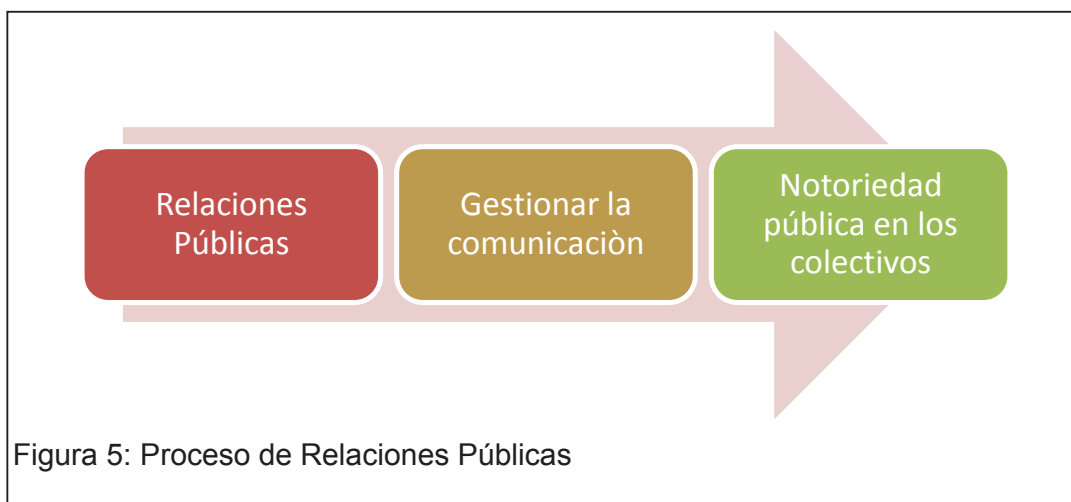 Relaciones
Públicas
Gestionar la
comunicaciòn
Notoriedad
pública en los
colectivos
Figura 5: Proceso de Relaciones Públicas